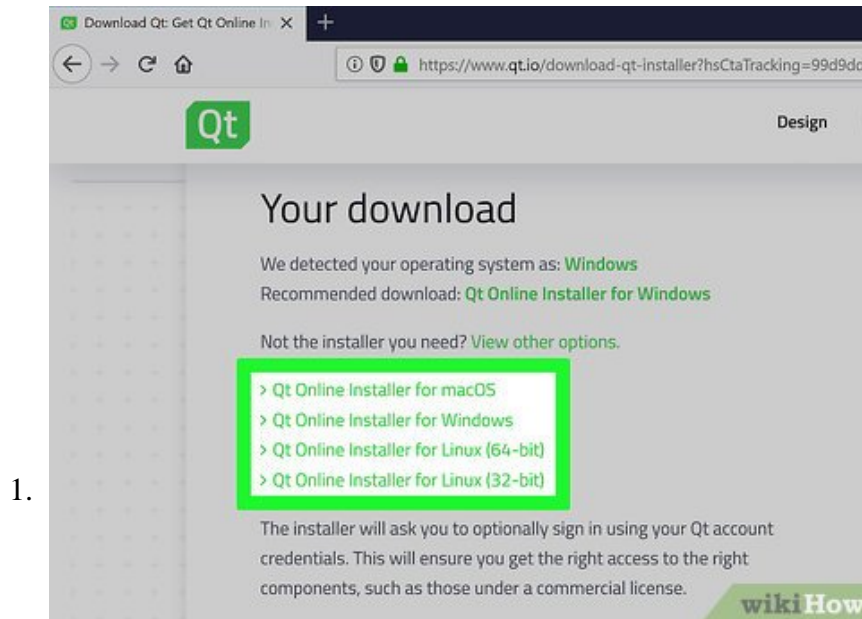 Download Qt: Get Qt Online In
https://www.qt.io/download-qt-installer?hsCtaTracking=99d9dd
Qt
Design
Your download
We detected your operating system as: Windows
Recommended download: Qt Online Installer for Windows
Not the installer you need? View other options.
> Qt Online Installer for macOS
> Qt Online Installer for Windows
> Qt Online Installer for Linux (64-bit)
> Qt Online Installer for Linux (32-bit)
1.
The installer will ask you to optionally sign in using your Qt account
credentials. This will ensure you get the right access to the right
components, such as those under a commercial license.
wikiHow